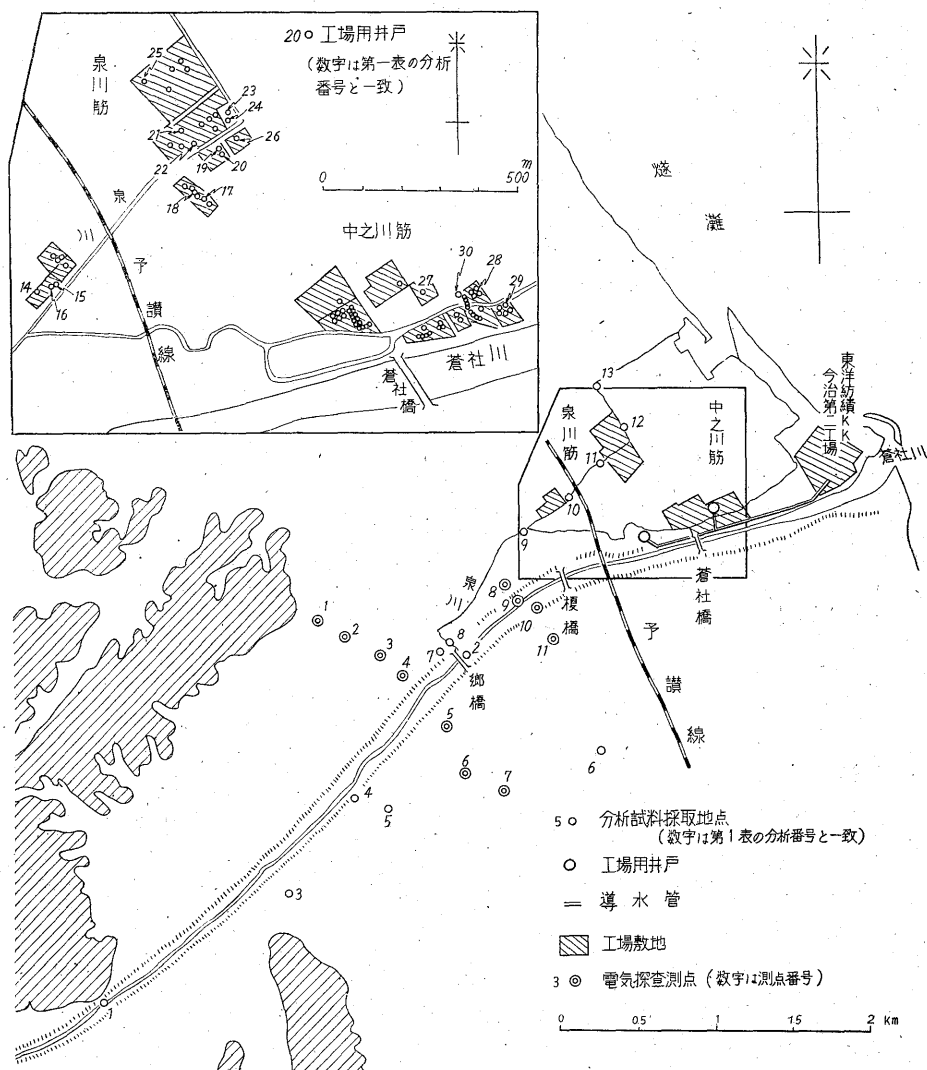 20 工場用井戸
(数字は第一表の分析
番号と一致)
泉川筋
25
23
24
21
26
22
19
20
17
18
泉川
14
15
16
予讃線
0
500
m
中之川筋
30
28
27
29
蒼社川
蒼社橋
燧灘
東洋紡績KK
今治第二工場
蒼社川
13
泉川筋
12
中之川筋
11
10
9
泉川
8
9
榎橋
10
蒼社橋
11
1
2
3
4
8
7
2
郷橋
予讃線
5
6
7
6
4
5
3
1
5 分析試料採取地点
(数字は第1表の分析番号と一致)
工場用井戸
導水管
工場敷地
3 電気探査測点(数字は測点番号)
0 0.5 1 1.5 2 Km